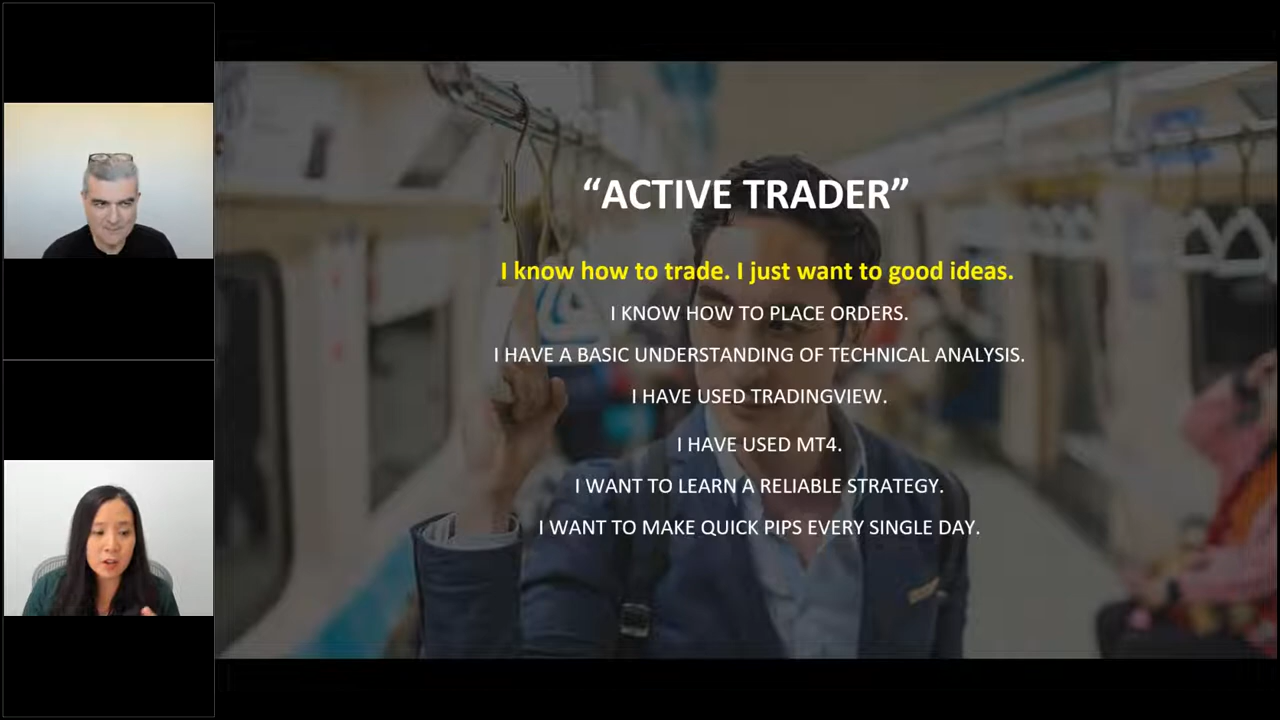 “ACTIVE TRADER”
I know how to trade. I just want to good ideas.
I KNOW HOW TO PLACE ORDERS.
I HAVE A BASIC UNDERSTANDING OF TECHNICAL ANALYSIS.
I HAVE USED TRADINGVIEW.
I HAVE USED MT4.
I WANT TO LEARN A RELIABLE STRATEGY.
I WANT TO MAKE QUICK PIPS EVERY SINGLE DAY.